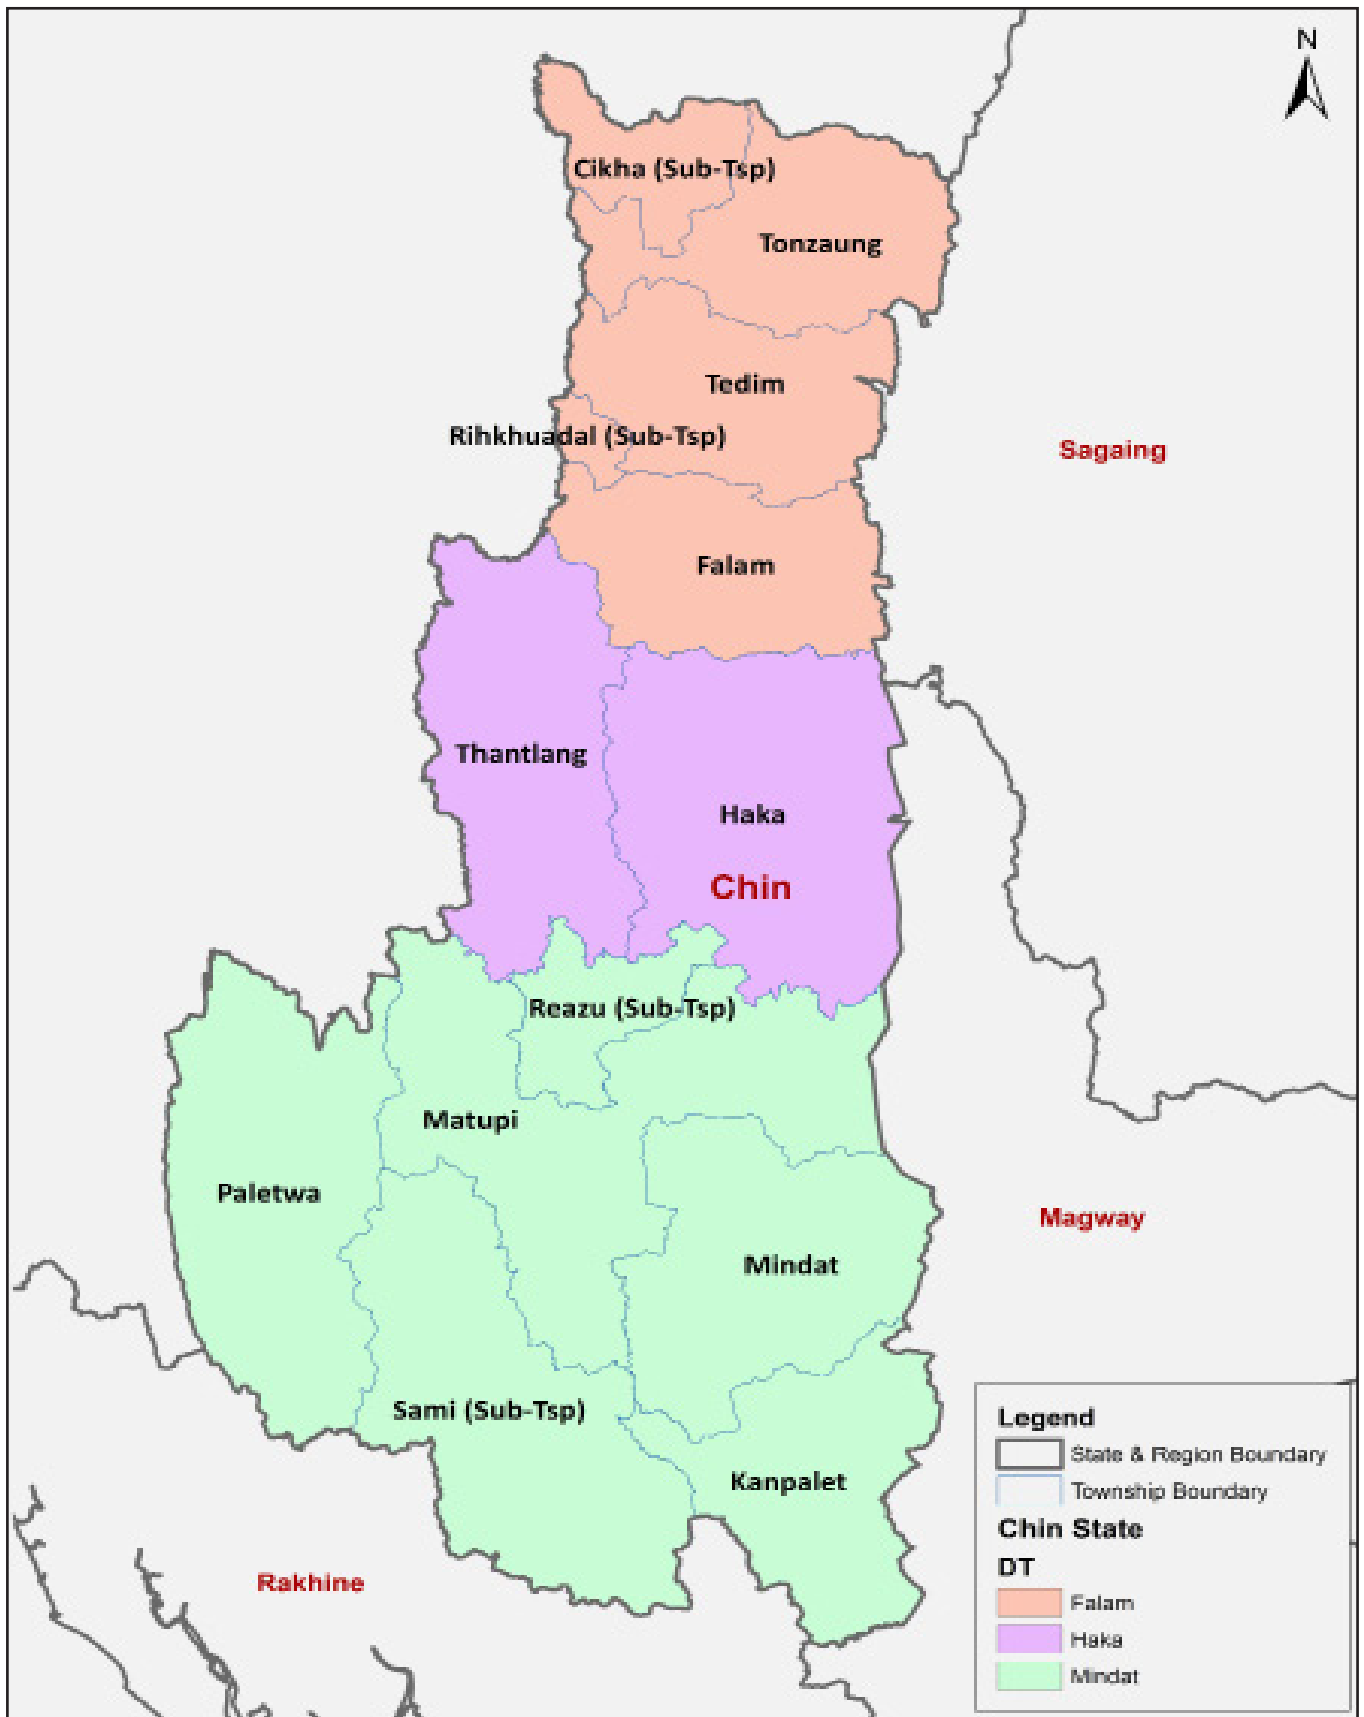 N
Cikha (Sub-Tsp)
Tonzaung
Tedim
Rihkhuadal (Sub-Tsp)
Sagaing
Falam
Thantlang
Haka
Chin
Reazu (Sub-Tsp)
Matupi
Paletwa
Magway
Mindat
Sami (Sub-Tsp)
Kanpalet
Rakhine
Legend
State & Region Boundary
Township Boundary
Chin State
DT
Falam
Haka
Mindat